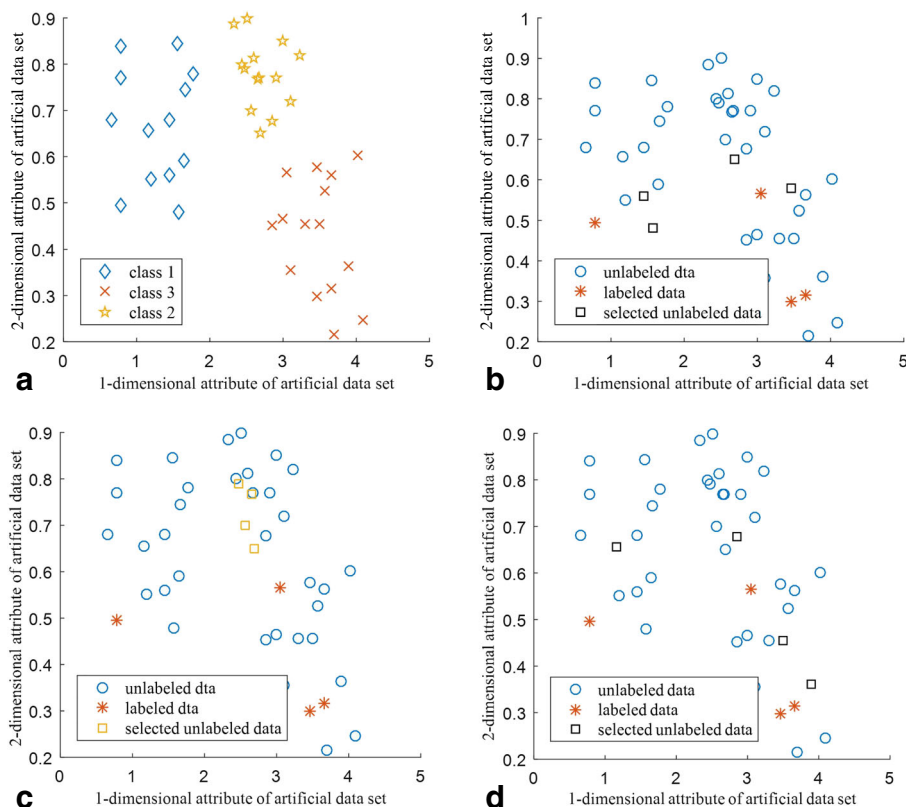 0.9
0.8
0.7
0.6
0.5
0.4
0.3
0.2
0 1 2 3 4 5
2-dimensional attribute of artificial data set
1-dimensional attribute of artificial data set
class 1
class 3
class 2
a
1
0.9
0.8
0.7
0.6
0.5
0.4
0.3
0.2
0 1 2 3 4 5
2-dimensional attribute of artificial data set
1-dimensional attribute of artificial data set
unlabeled dta
labeled data
selected unlabeled data
b
0.9
0.8
0.7
0.6
0.5
0.4
0.3
0.2
0 1 2 3 4 5
2-dimensional attribute of artificial data set
1-dimensional attribute of artificial data set
unlabeled dta
labeled dta
selected unlabeled data
c
0.9
0.8
0.7
0.6
0.5
0.4
0.3
0.2
0 1 2 3 4 5
2-dimensional attribute of artificial data set
1-dimensional attribute of artificial data set
unlabeled data
labeled data
selected unlabeled data
d